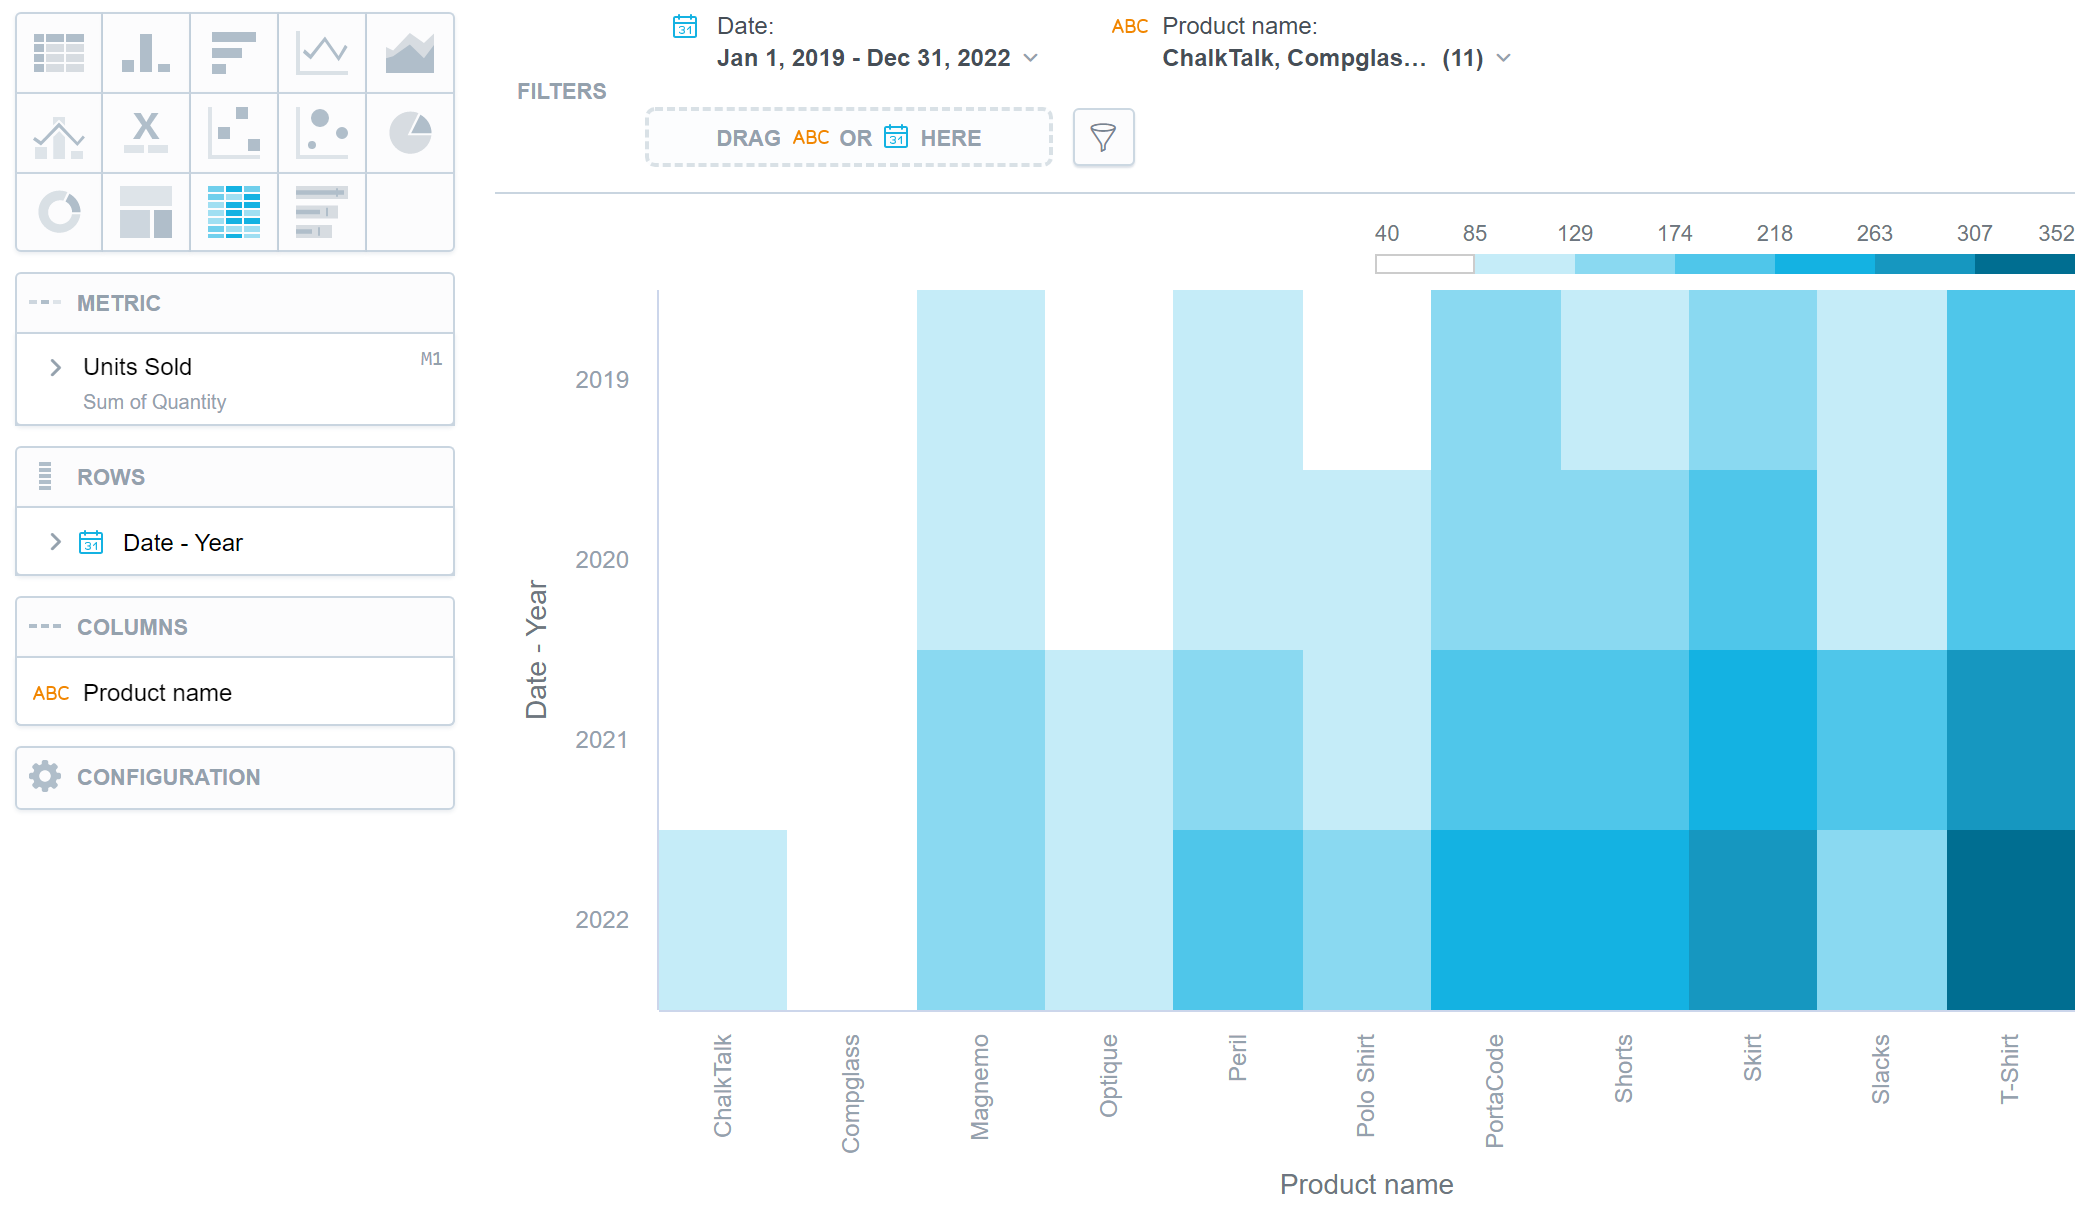 Date:
Jan 1, 2019 - Dec 31, 2022
ABC Product name:
ChalkTalk, Compglas... (11)
FILTERS
DRAG ABC OR 31 HERE
31
X
METRIC
Units Sold M1
Sum of Quantity
ROWS
31 Date - Year
COLUMNS
ABC Product name
CONFIGURATION
40 85 129 174 218 263 307 352
Date - Year
2019
2020
2021
2022
ChalkTalk
Compglass
Magnemo
Optique
Peril
Polo Shirt
PortaCode
Shorts
Skirt
Slacks
T-Shirt
Product name